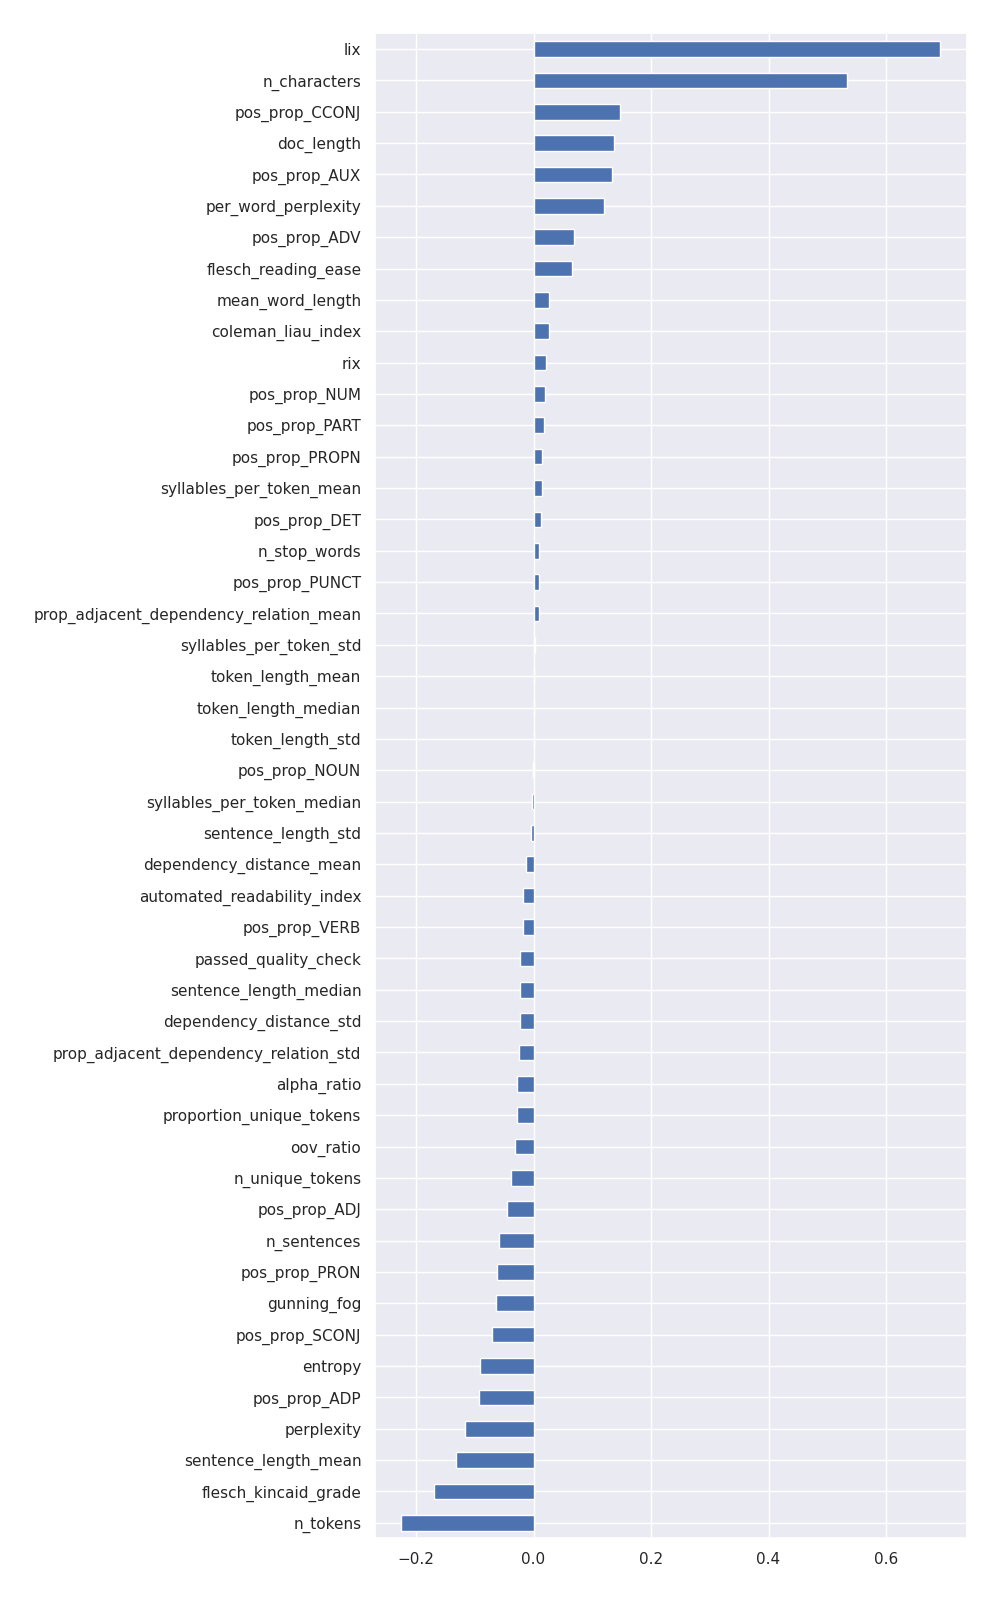 lix
n_characters
pos_prop_CCONJ
doc_length
pos_prop_AUX
per_word_perplexity
pos_prop_ADV
flesch_reading_ease
mean_word_length
coleman_liau_index
rix
pos_prop_NUM
pos_prop_PART
pos_prop_PROPN
syllables_per_token_mean
pos_prop_DET
n_stop_words
pos_prop_PUNCT
prop_adjacent_dependency_relation_mean
syllables_per_token_std
token_length_mean
token_length_median
token_length_std
pos_prop_NOUN
syllables_per_token_median
sentence_length_std
dependency_distance_mean
automated_readability_index
pos_prop_VERB
passed_quality_check
sentence_length_median
dependency_distance_std
prop_adjacent_dependency_relation_std
alpha_ratio
proportion_unique_tokens
oov_ratio
n_unique_tokens
pos_prop_ADJ
n_sentences
pos_prop_PRON
gunning_fog
pos_prop_SCONJ
entropy
pos_prop_ADP
perplexity
sentence_length_mean
flesch_kincaid_grade
n_tokens
−0.2 0.0 0.2 0.4 0.6